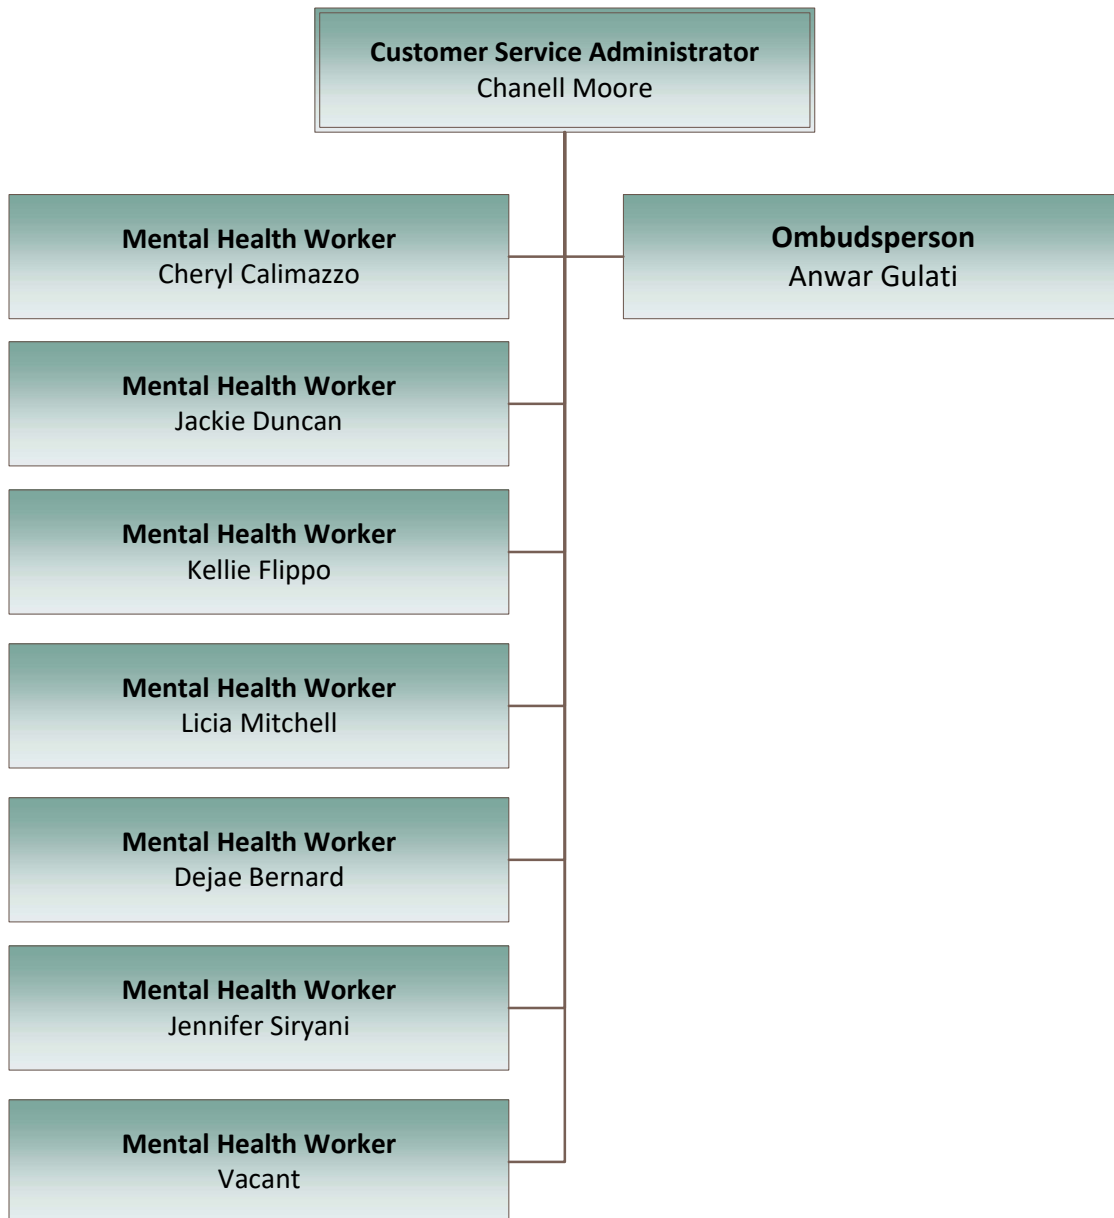 Customer Service Administrator
Chanell Moore
Mental Health Worker
Cheryl Calimazzo
Ombudsperson
Anwar Gulati
Mental Health Worker
Jackie Duncan
Mental Health Worker
Kellie Flippo
Mental Health Worker
Licia Mitchell
Mental Health Worker
Dejae Bernard
Mental Health Worker
Jennifer Siryani
Mental Health Worker
Vacant